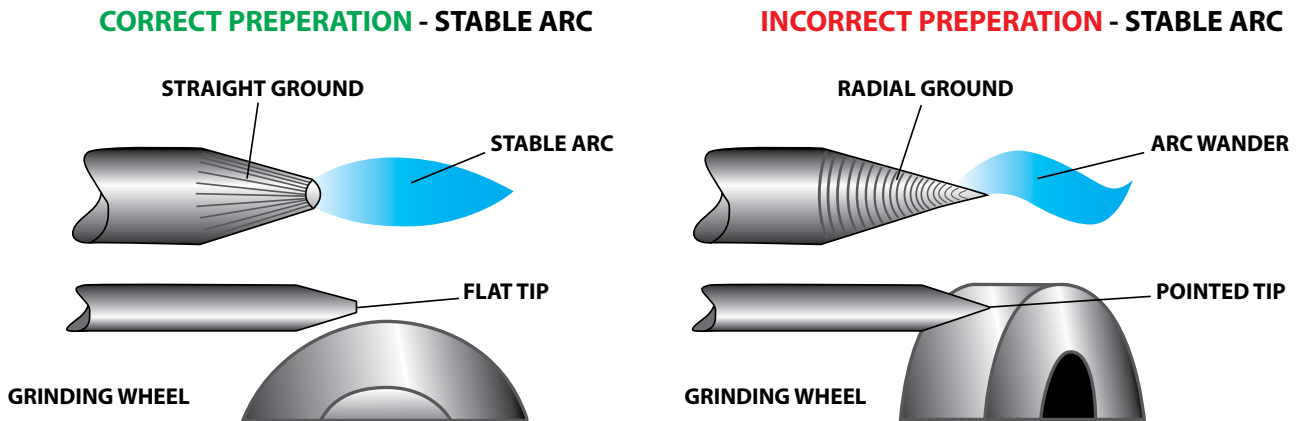 CORRECT PREPERATION - STABLE ARC
STRAIGHT GROUND
STABLE ARC
FLAT TIP
GRINDING WHEEL
INCORRECT PREPERATION - STABLE ARC
RADIAL GROUND
ARC WANDER
POINTED TIP
GRINDING WHEEL